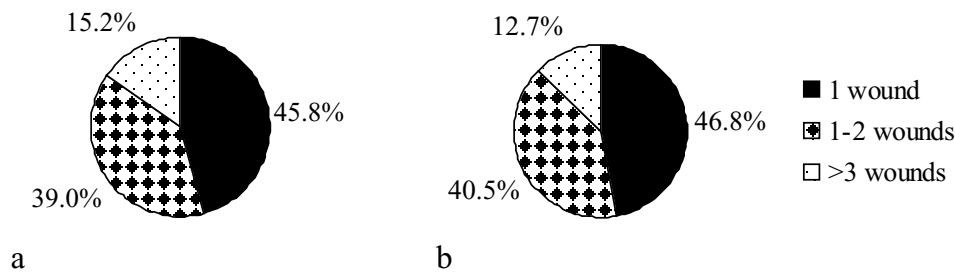 15.2%
45.8%
39.0%
a
12.7%
46.8%
40.5%
b
1 wound
1-2 wounds
>3 wounds